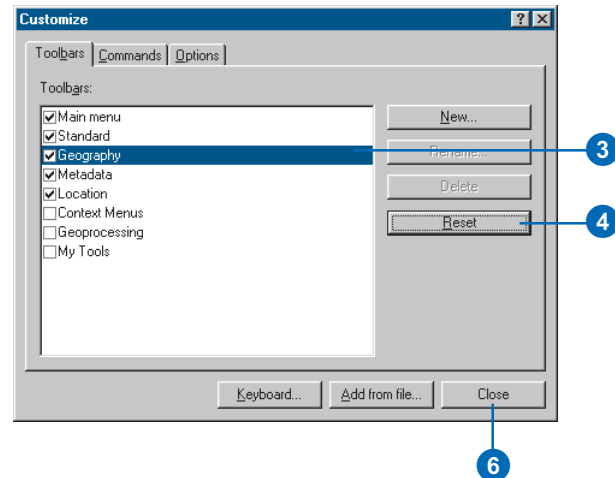 Customize
Toolbars Commands Options
Toolbars:
Main menu
Standard
Geography
Metadata
Location
Context Menus
Geoprocessing
My Tools
New...
Rename...
Delete
Reset
3
4
Keyboard... Add from file... Close
6